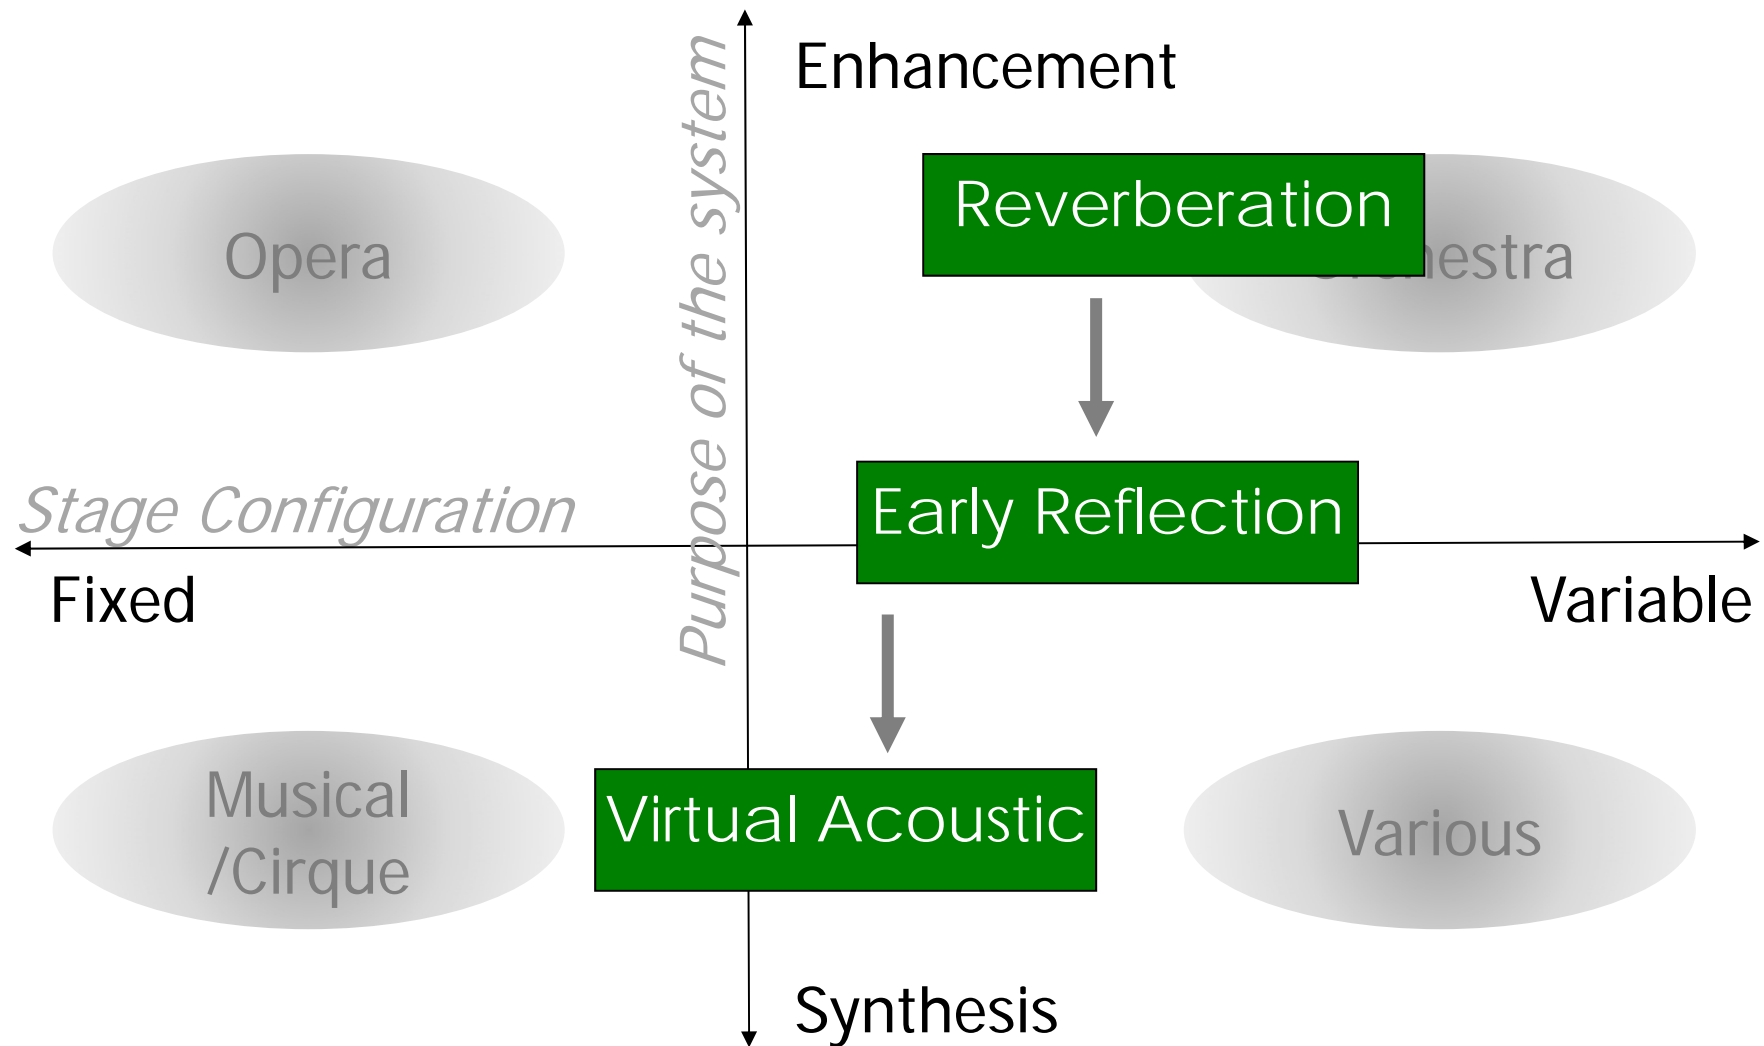 Purpose of the system
Enhancement
Reverberation
Opera
Early Reflection
Stage Configuration
Fixed
Variable
Musical
/Cirque
Virtual Acoustic
Various
Synthesis